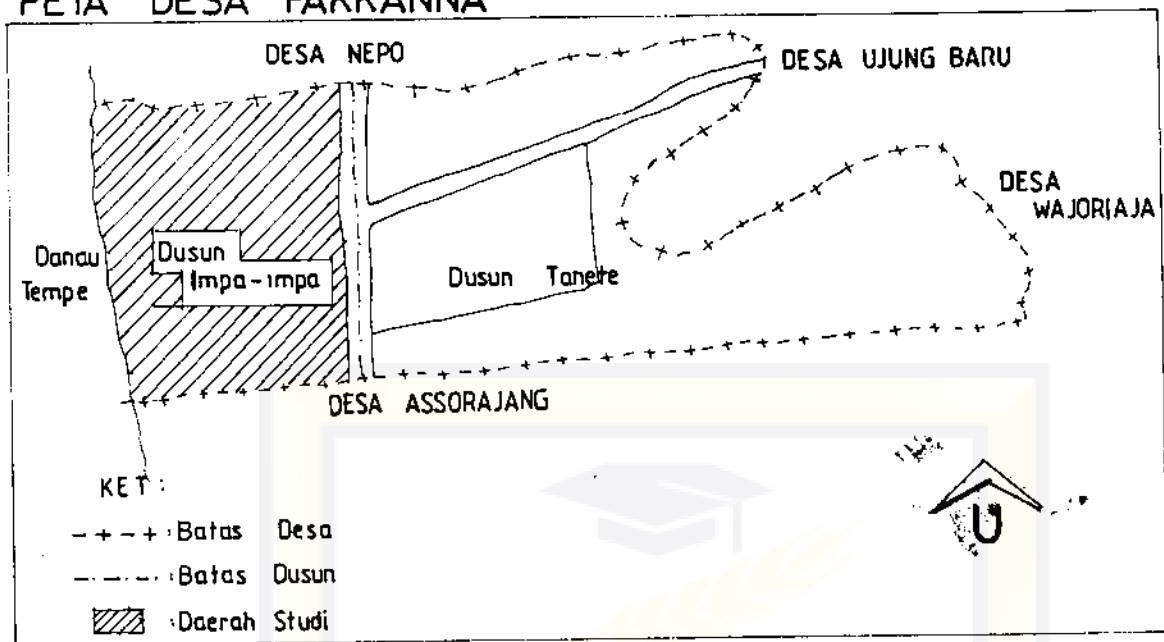 PETA DESA PAKKANNA
DESA NEPO
DESA UJUNG BARU
DESA
WAJORIAJA
Danau
Tempe
Dusun
Impa-impa
Dusun Tanete
DESA ASSORAJANG
KET :
-+-+ : Batas Desa
-.-.-. : Batas Dusun
: Daerah Studi
U